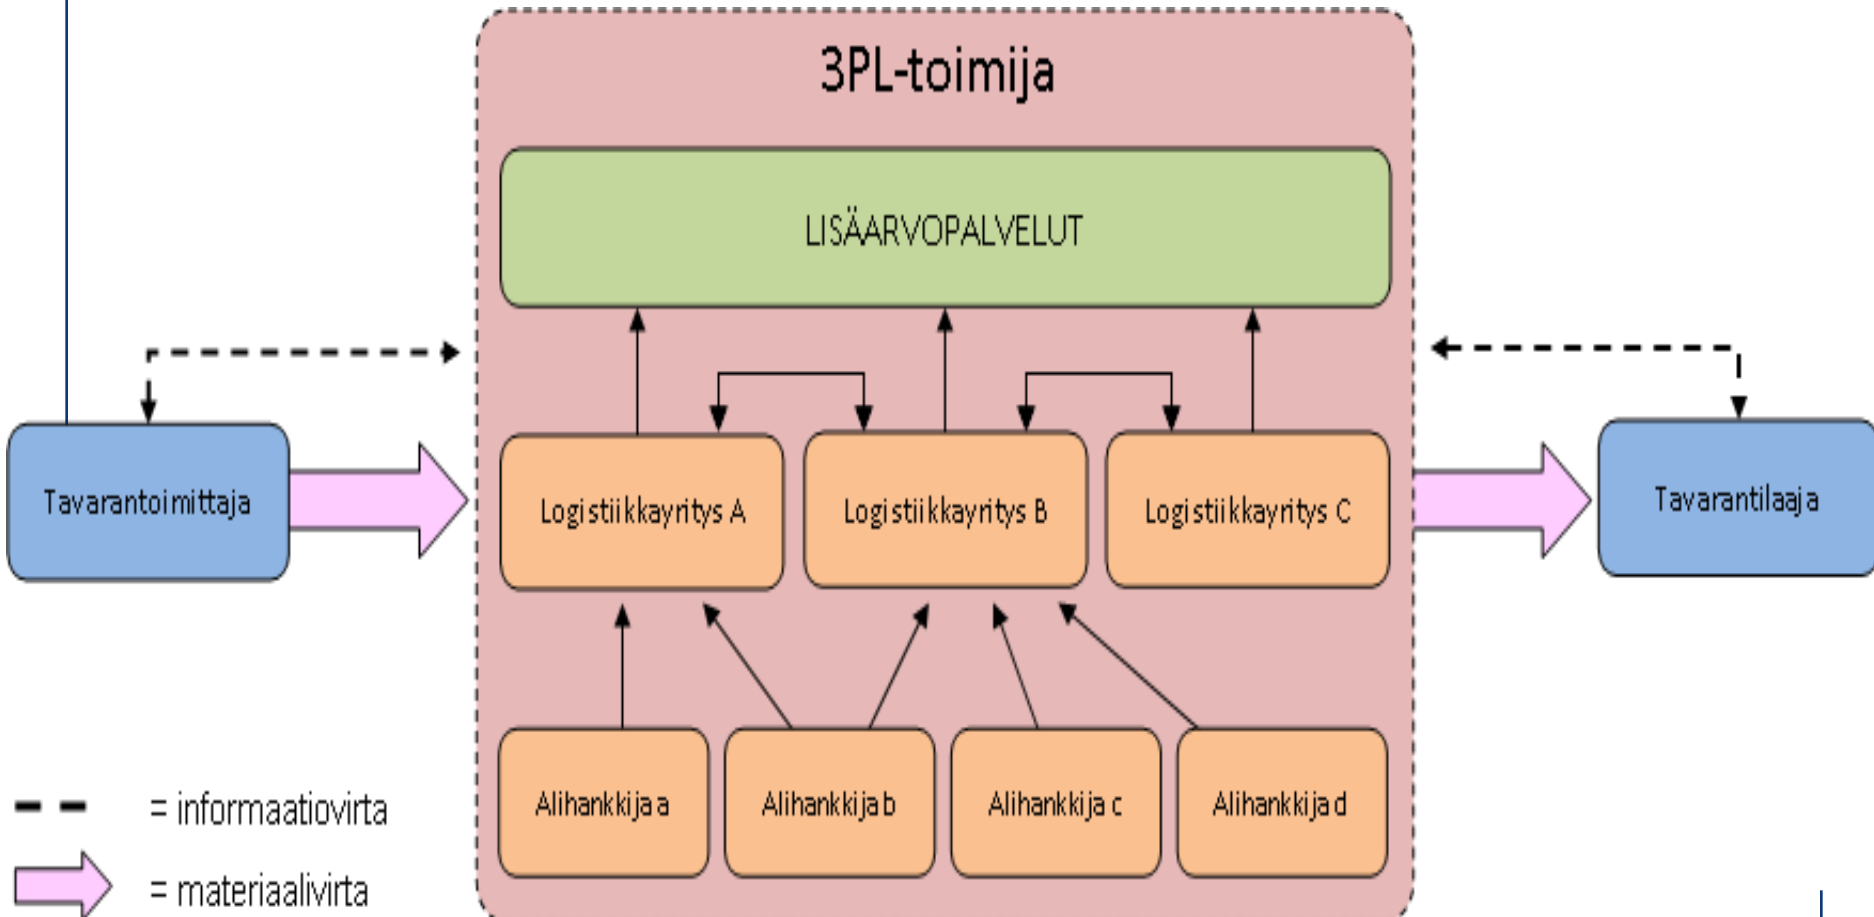 3PL-toimija
LISÄARVOPALVELUT
Tavarantoimittaja
Logistiikkayritys A
Logistiikkayritys B
Logistiikkayritys C
Tavarantilaaja
Alihankkija a
Alihankkija b
Alihankkija c
Alihankkija d
= informaatiovirta
= materiaalivirta